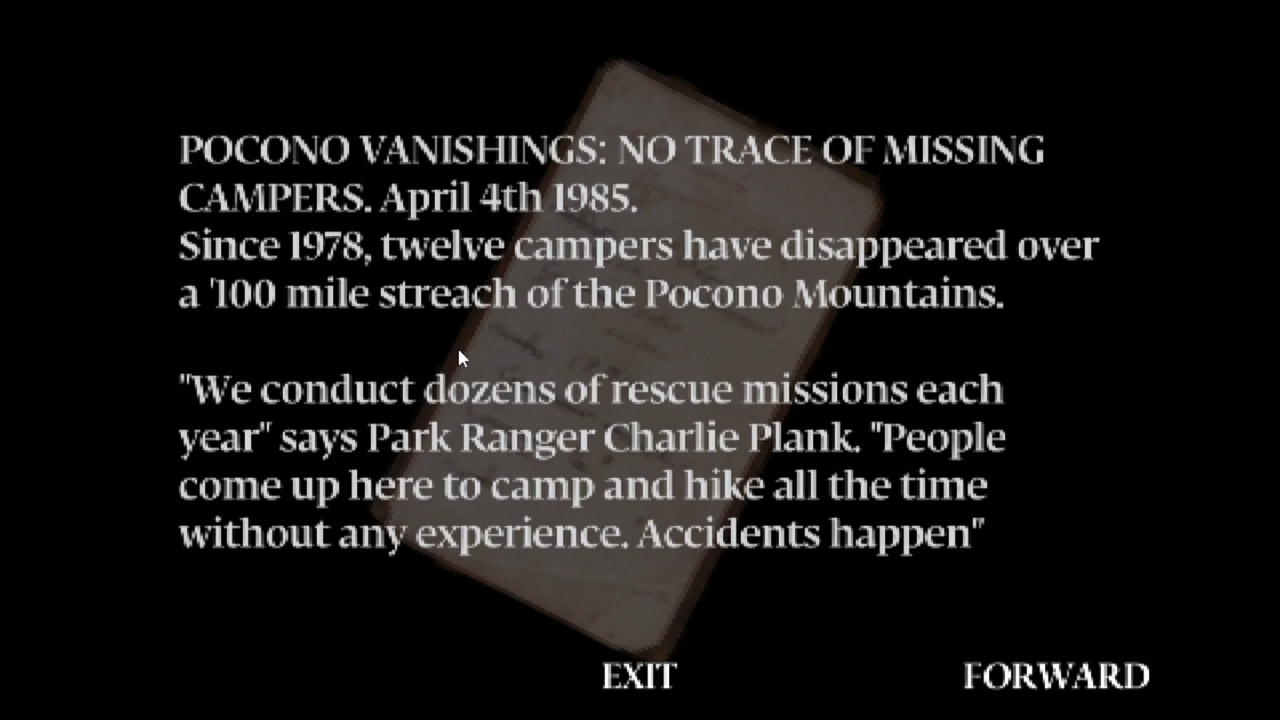 POCONO VANISHINGS: NO TRACE OF MISSING
CAMPERS. April 4th 1985.
Since 1978, twelve campers have disappeared over
a '100 mile streach of the Pocono Mountains.
"We conduct dozens of rescue missions each
year" says Park Ranger Charlie Plank. "People
come up here to camp and hike all the time
without any experience. Accidents happen"
EXIT
FORWARD